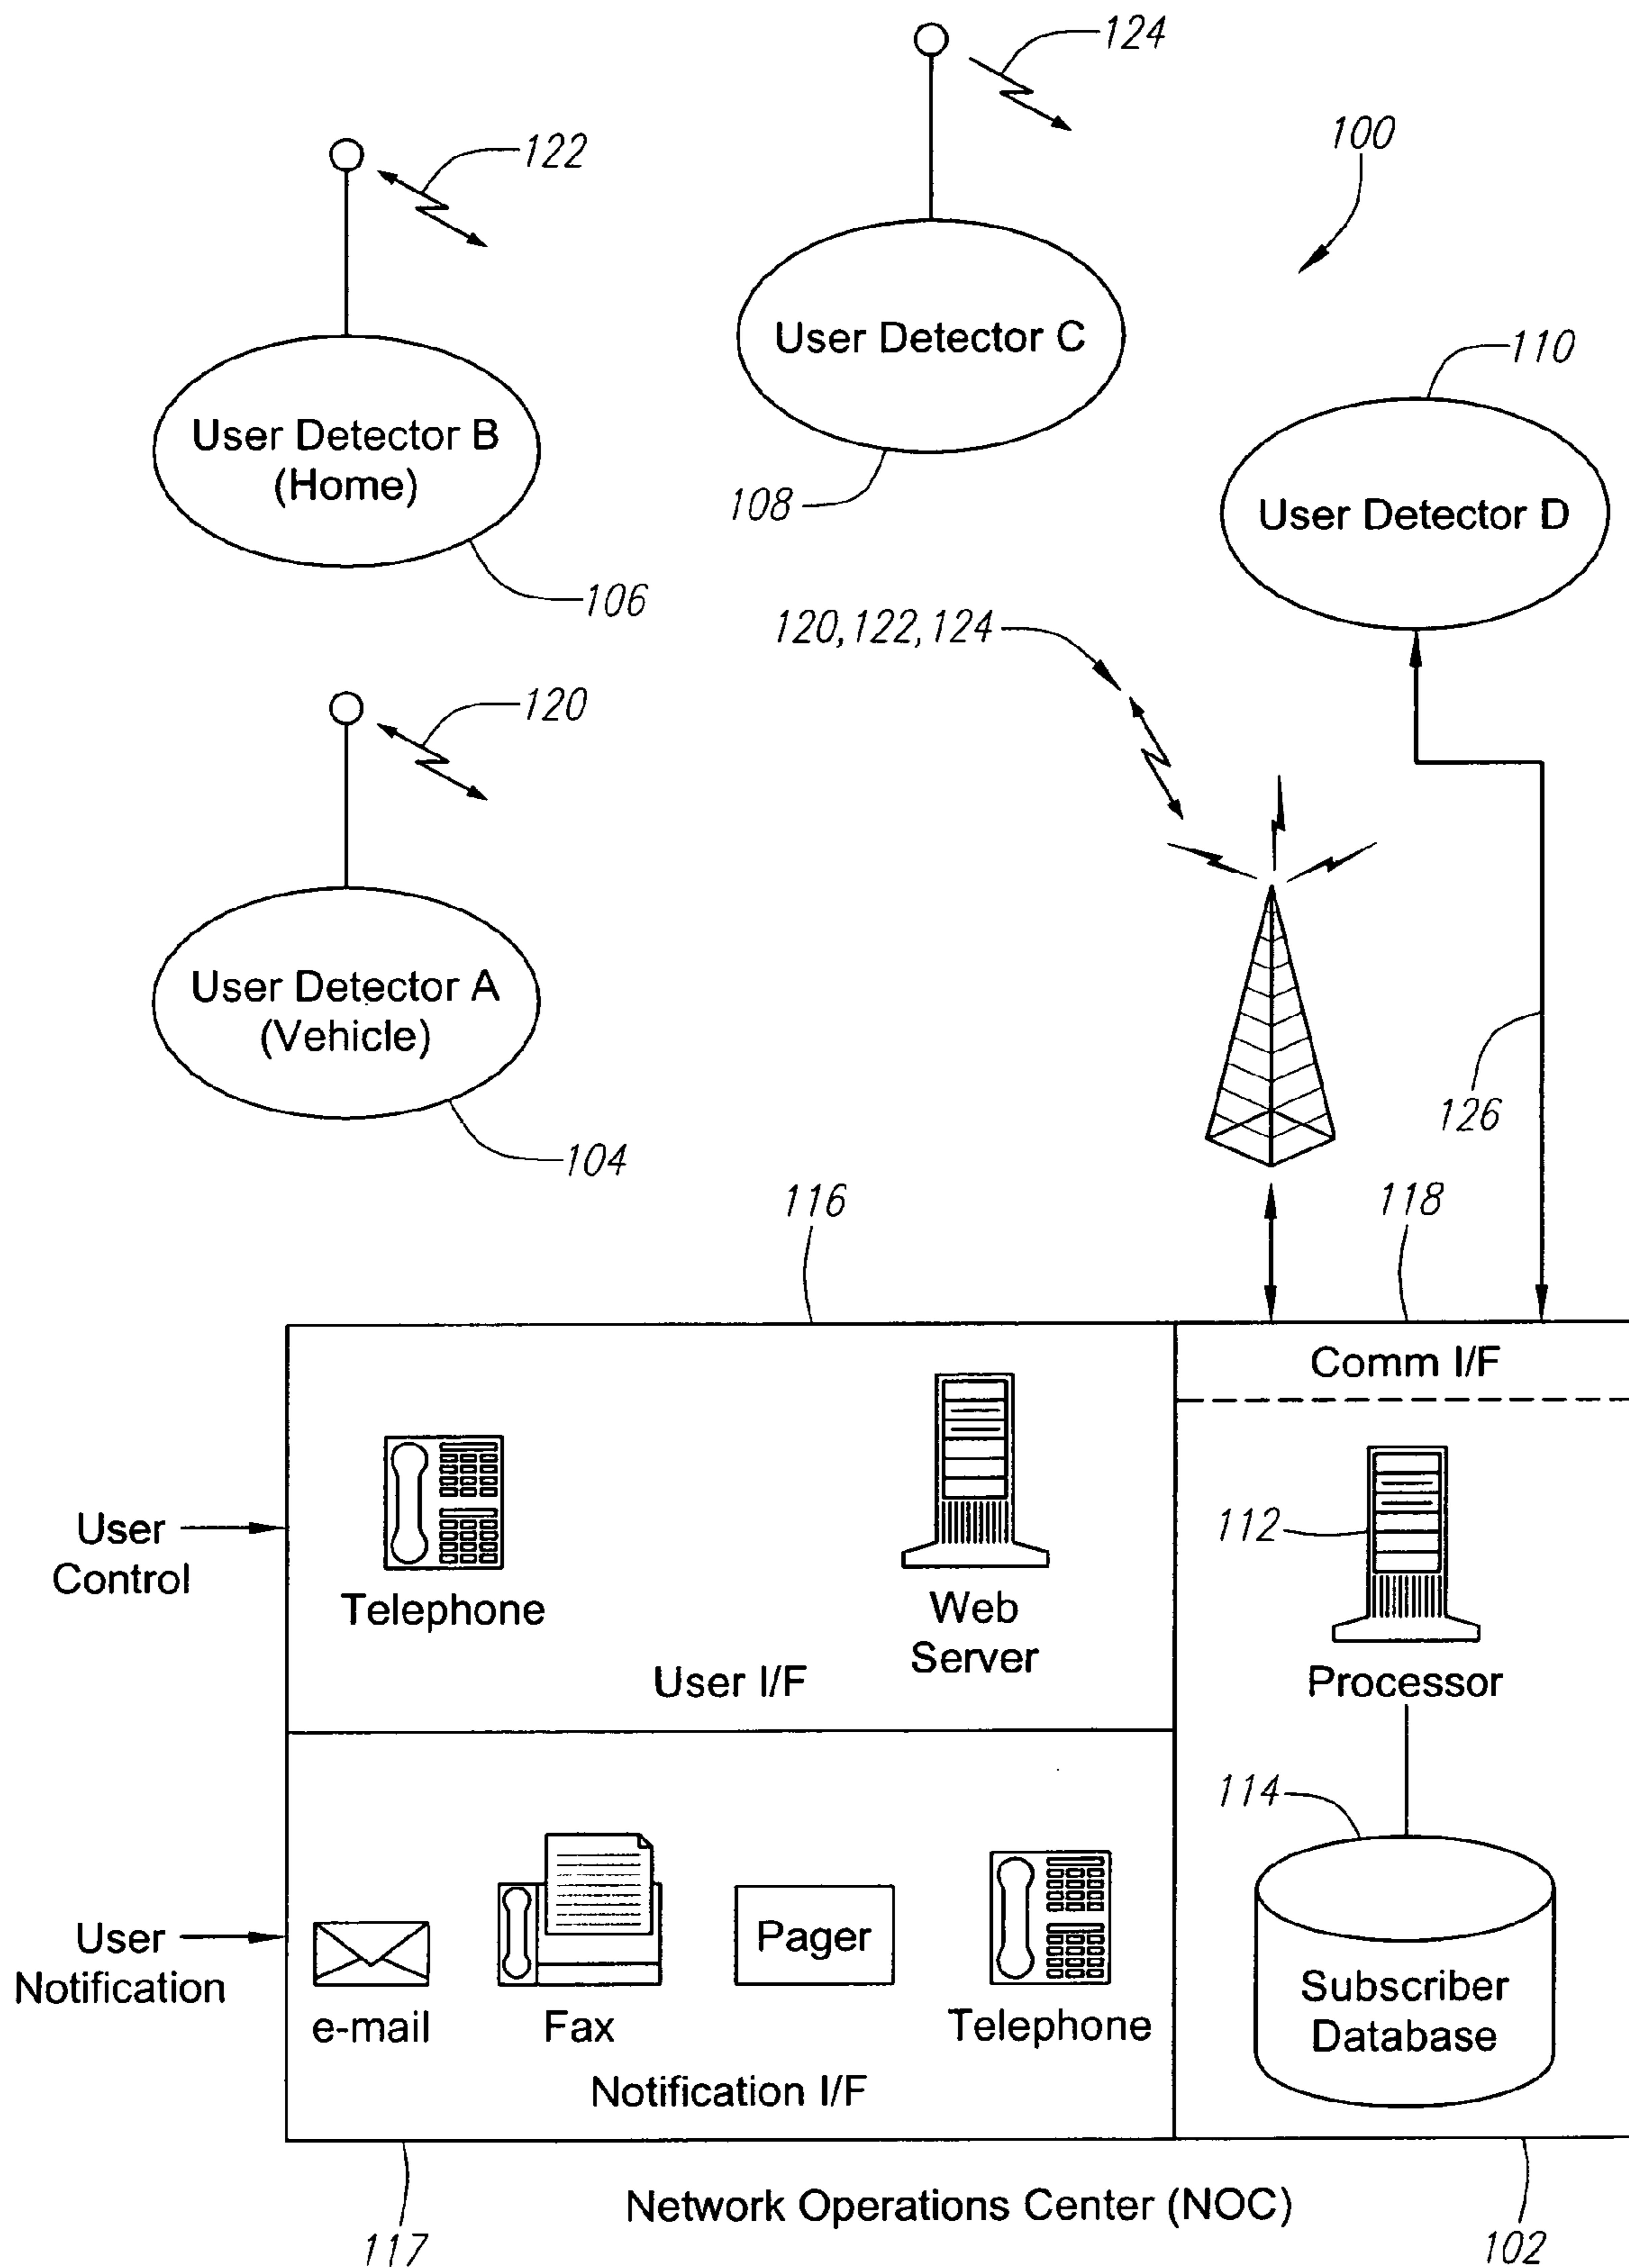 124
122
100
User Detector C
110
User Detector B
(Home)
108
User Detector D
106
120, 122, 124
120
User Detector A
(Vehicle)
126
104
116
118
Comm I/F
112
User
Control
Telephone
Web
Server
User I/F
Processor
114
Pager
User
Notification
e-mail
Fax
Telephone
Subscriber
Database
Notification I/F
Network Operations Center (NOC)
117
102